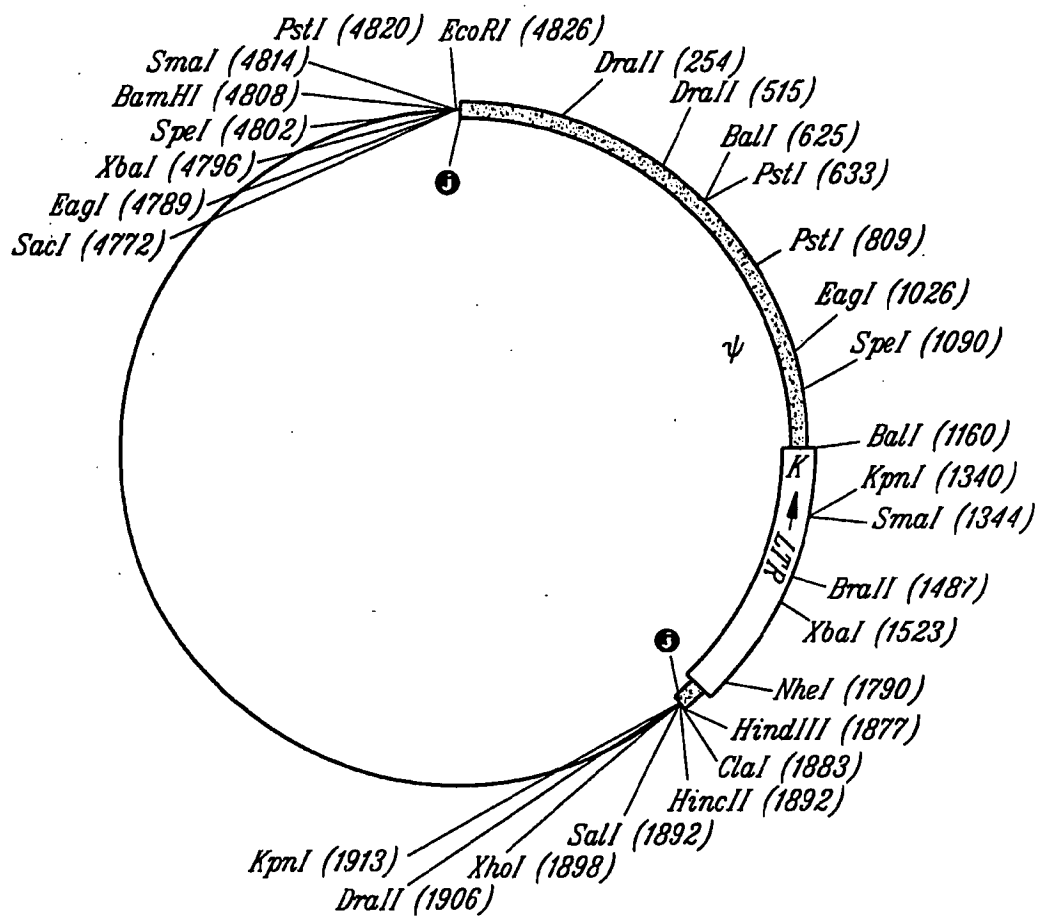 PstI (4820) EcoRI (4826)
SmaI (4814)
BamHI (4808)
SpeI (4802)
XbaI (4796)
EagI (4789)
SacI (4772)
j
DraII (254)
DraII (515)
BalI (625)
PstI (633)
PstI (809)
EagI (1026)
ψ
SpeI (1090)
BalI (1160)
K
KpnI (1340)
SmaI (1344)
LTR
BraII (1487)
XbaI (1523)
j
NheI (1790)
HindIII (1877)
ClaI (1883)
HincII (1892)
SalI (1892)
XhoI (1898)
KpnI (1913)
DraII (1906)